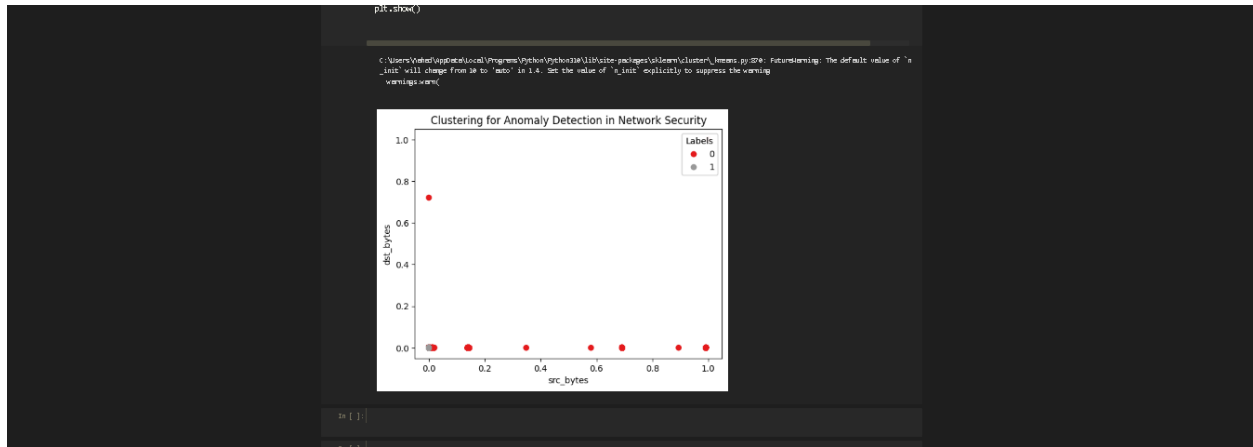 plt.show()
C:\Users\Vahed\AppData\Local\Programs\Python\Python310\lib\site-packages\sklearn\cluster\_kmeans.py:870: FutureWarning: The default value of `n
_init` will change from 10 to 'auto' in 1.4. Set the value of `n_init` explicitly to suppress the warning
warnings.warn(
Clustering for Anomaly Detection in Network Security
Labels
0
1
1.0
0.8
0.6
0.4
0.2
0.0
dst_bytes
0.0 0.2 0.4 0.6 0.8 1.0
src_bytes
In [ ]: